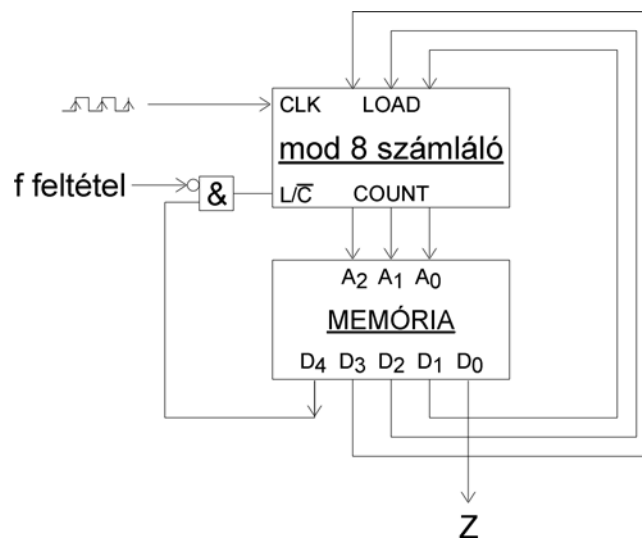 CLK LOAD
mod 8 számláló
f feltétel
&
L/C̅ COUNT
A₂ A₁ A₀
MEMÓRIA
D₄ D₃ D₂ D₁ D₀
Z